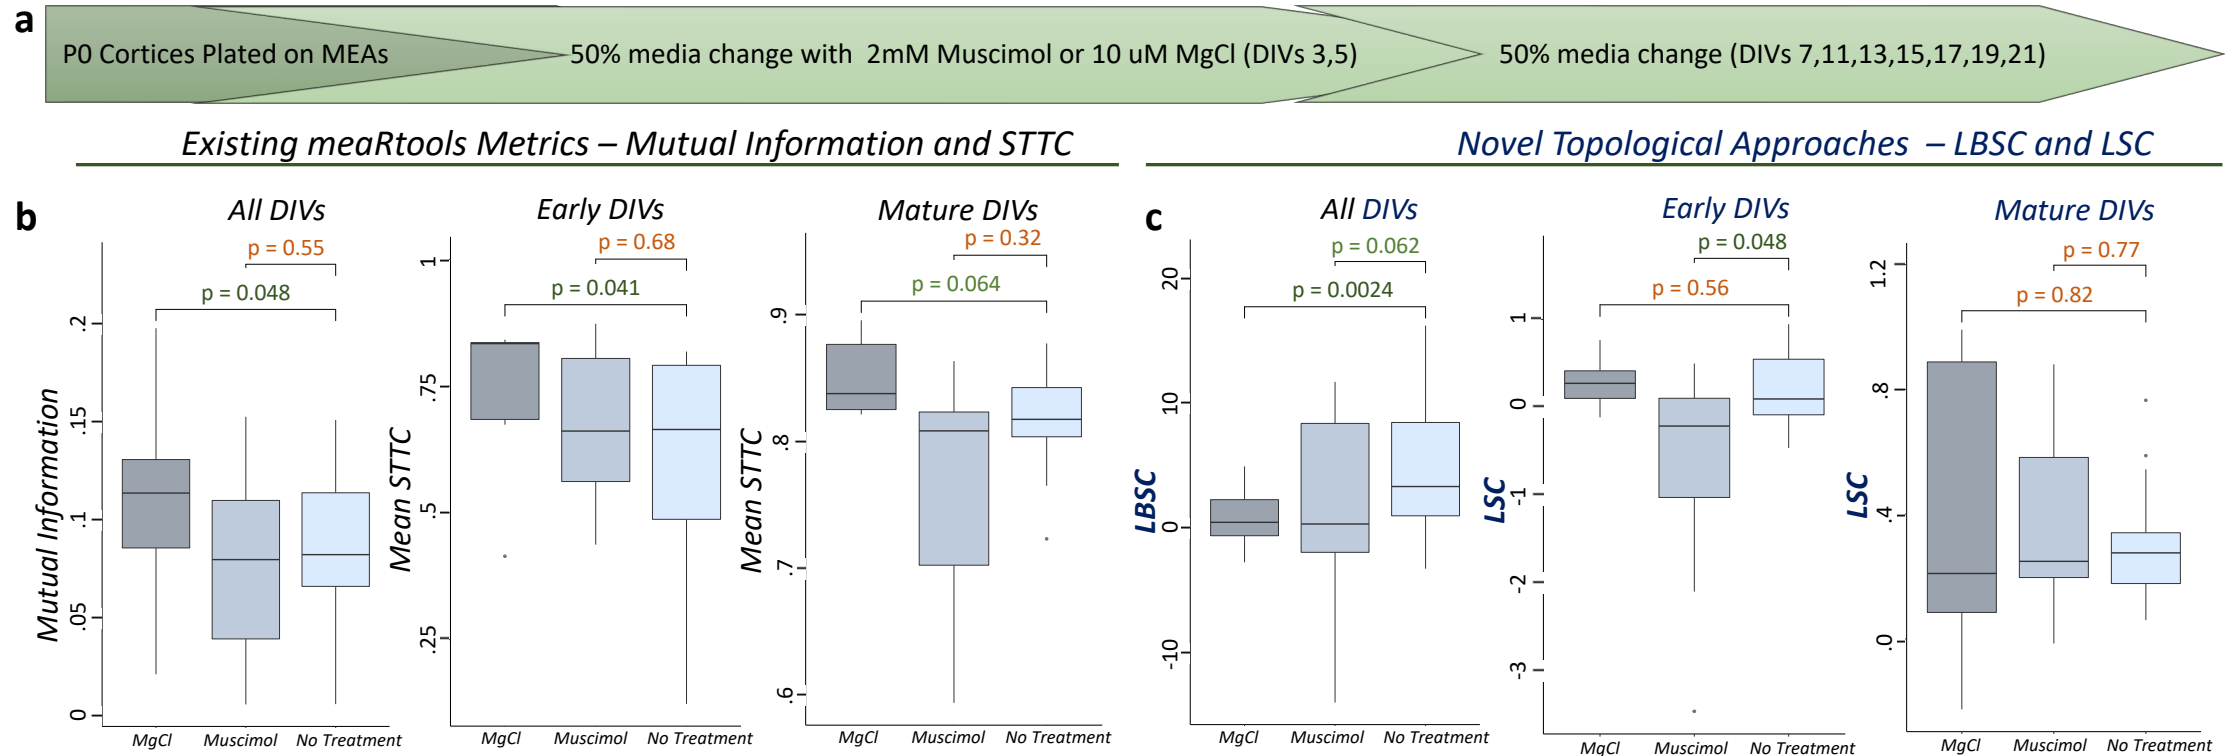 a
P0 Cortices Plated on MEAs
50% media change with 2mM Muscimol or 10 uM MgCl (DIVs 3,5)
50% media change (DIVs 7,11,13,15,17,19,21)
Existing meaRtools Metrics – Mutual Information and STTC
Novel Topological Approaches – LBSC and LSC
b
All DIVs
p = 0.55
p = 0.048
Mutual Information
.2
.15
.1
.05
0
MgCl Muscimol No Treatment
Early DIVs
p = 0.68
p = 0.041
Mean STTC
1
.75
.5
.25
MgCl Muscimol No Treatment
Mature DIVs
p = 0.32
p = 0.064
Mean STTC
.9
.8
.7
.6
MgCl Muscimol No Treatment
c
All DIVs
p = 0.062
p = 0.0024
LBSC
20
10
0
-10
MgCl Muscimol No Treatment
Early DIVs
p = 0.048
p = 0.56
LSC
1
0
-1
-2
-3
MgCl Muscimol No Treatment
Mature DIVs
p = 0.77
p = 0.82
LSC
1.2
.8
.4
.0
MgCl Muscimol No Treatment